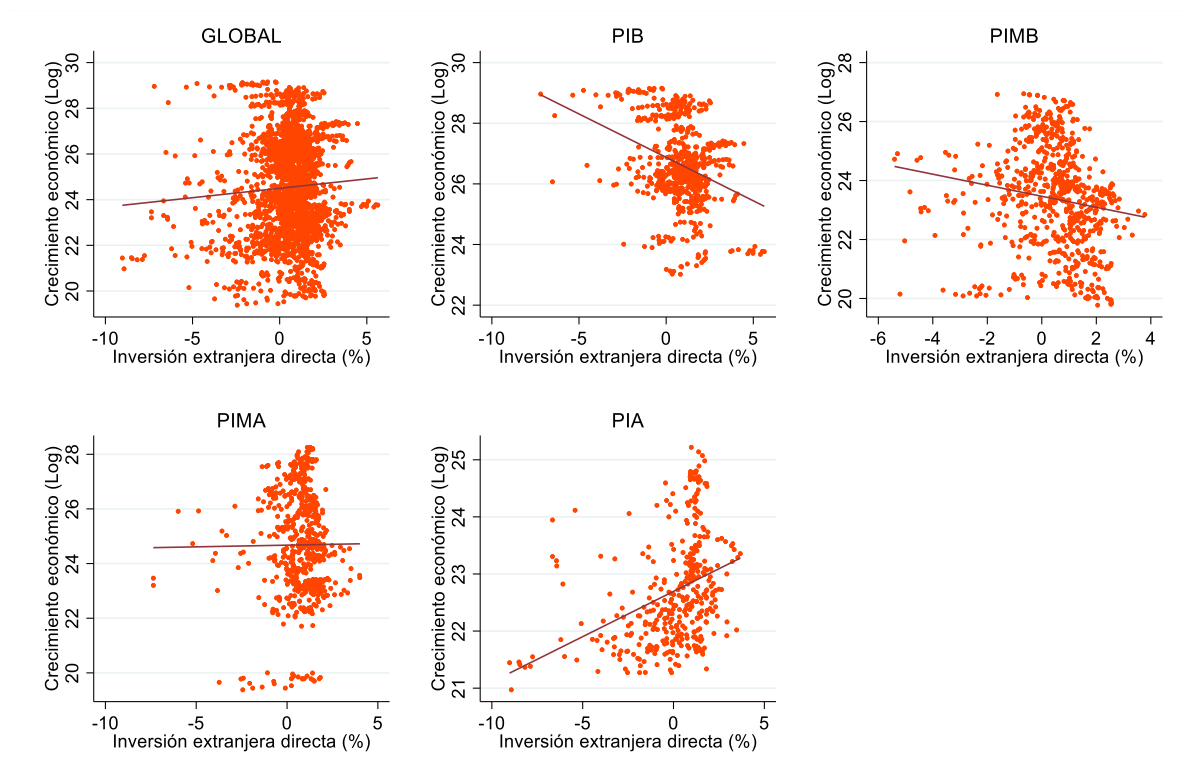 GLOBAL
Crecimiento económico (Log)
30
28
26
24
22
20
-10 -5 0 5
Inversión extranjera directa (%)
PIB
Crecimiento económico (Log)
30
28
26
24
22
-10 -5 0 5
Inversión extranjera directa (%)
PIMB
Crecimiento económico (Log)
28
26
24
22
20
-6 -4 -2 0 2 4
Inversión extranjera directa (%)
PIMA
Crecimiento económico (Log)
28
26
24
22
20
-10 -5 0 5
Inversión extranjera directa (%)
PIA
Crecimiento económico (Log)
25
24
23
22
21
-10 -5 0 5
Inversión extranjera directa (%)